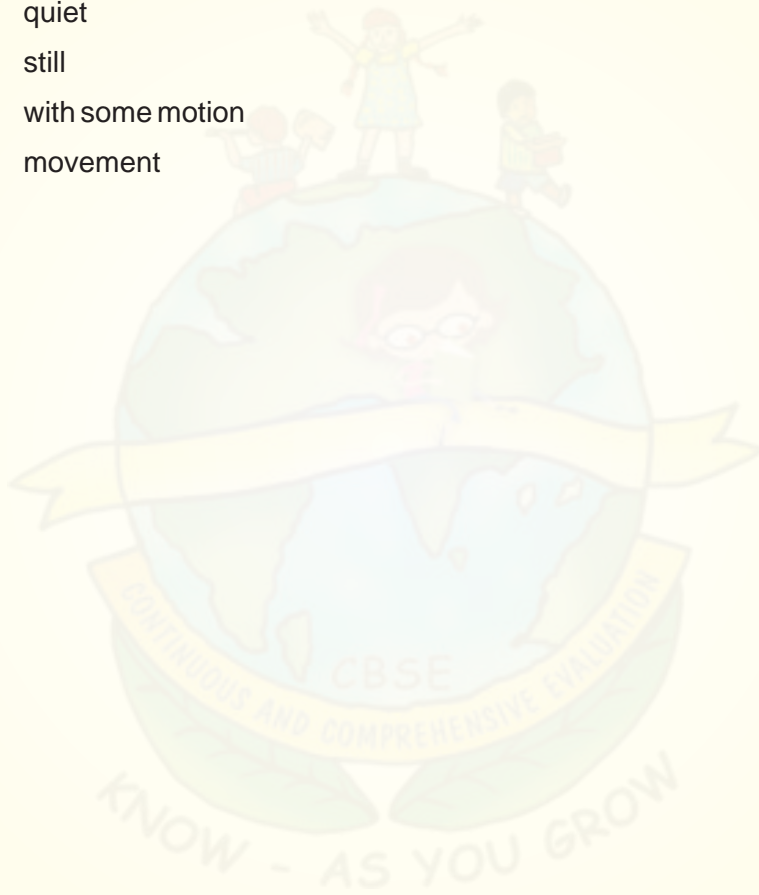 quiet
still
with some motion
movement
CBSE
CONTINUOUS AND COMPREHENSIVE EVALUATION
KNOW - AS YOU GROW